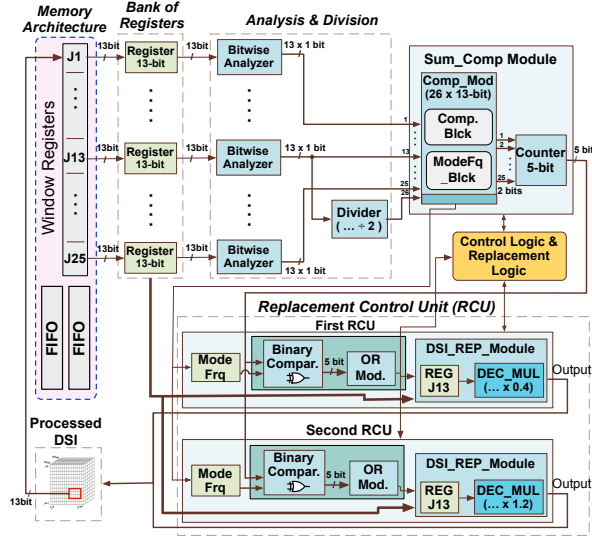 Memory
Architecture
Bank of
Registers
Analysis & Division
J1
13bit
Register
13-bit
13bit
Bitwise
Analyzer
13 x 1 bit
Sum_Comp Module
Comp_Mod
(26 x 13-bit)
Comp.
Blck
1
1
2
Window Registers
J13
13bit
Register
13-bit
13bit
Bitwise
Analyzer
13 x 1 bit
13
ModeFq
_Blck
Counter
5-bit
5 bit
25
26
25
2 bits
Divider
( ... ÷ 2)
J25
13bit
Register
13-bit
13bit
Bitwise
Analyzer
13 x 1 bit
Control Logic &
Replacement
Logic
FIFO
FIFO
Replacement Control Unit (RCU)
First RCU
Mode
Frq
Binary
Compar.
5 bit
OR
Mod.
DSI_REP_Module
REG
J13
DEC_MUL
(... x 0.4)
Output
Processed
DSI
13bit
Second RCU
Mode
Frq
Binary
Compar.
5 bit
OR
Mod.
DSI_REP_Module
REG
J13
DEC_MUL
(... x 1.2)
Output